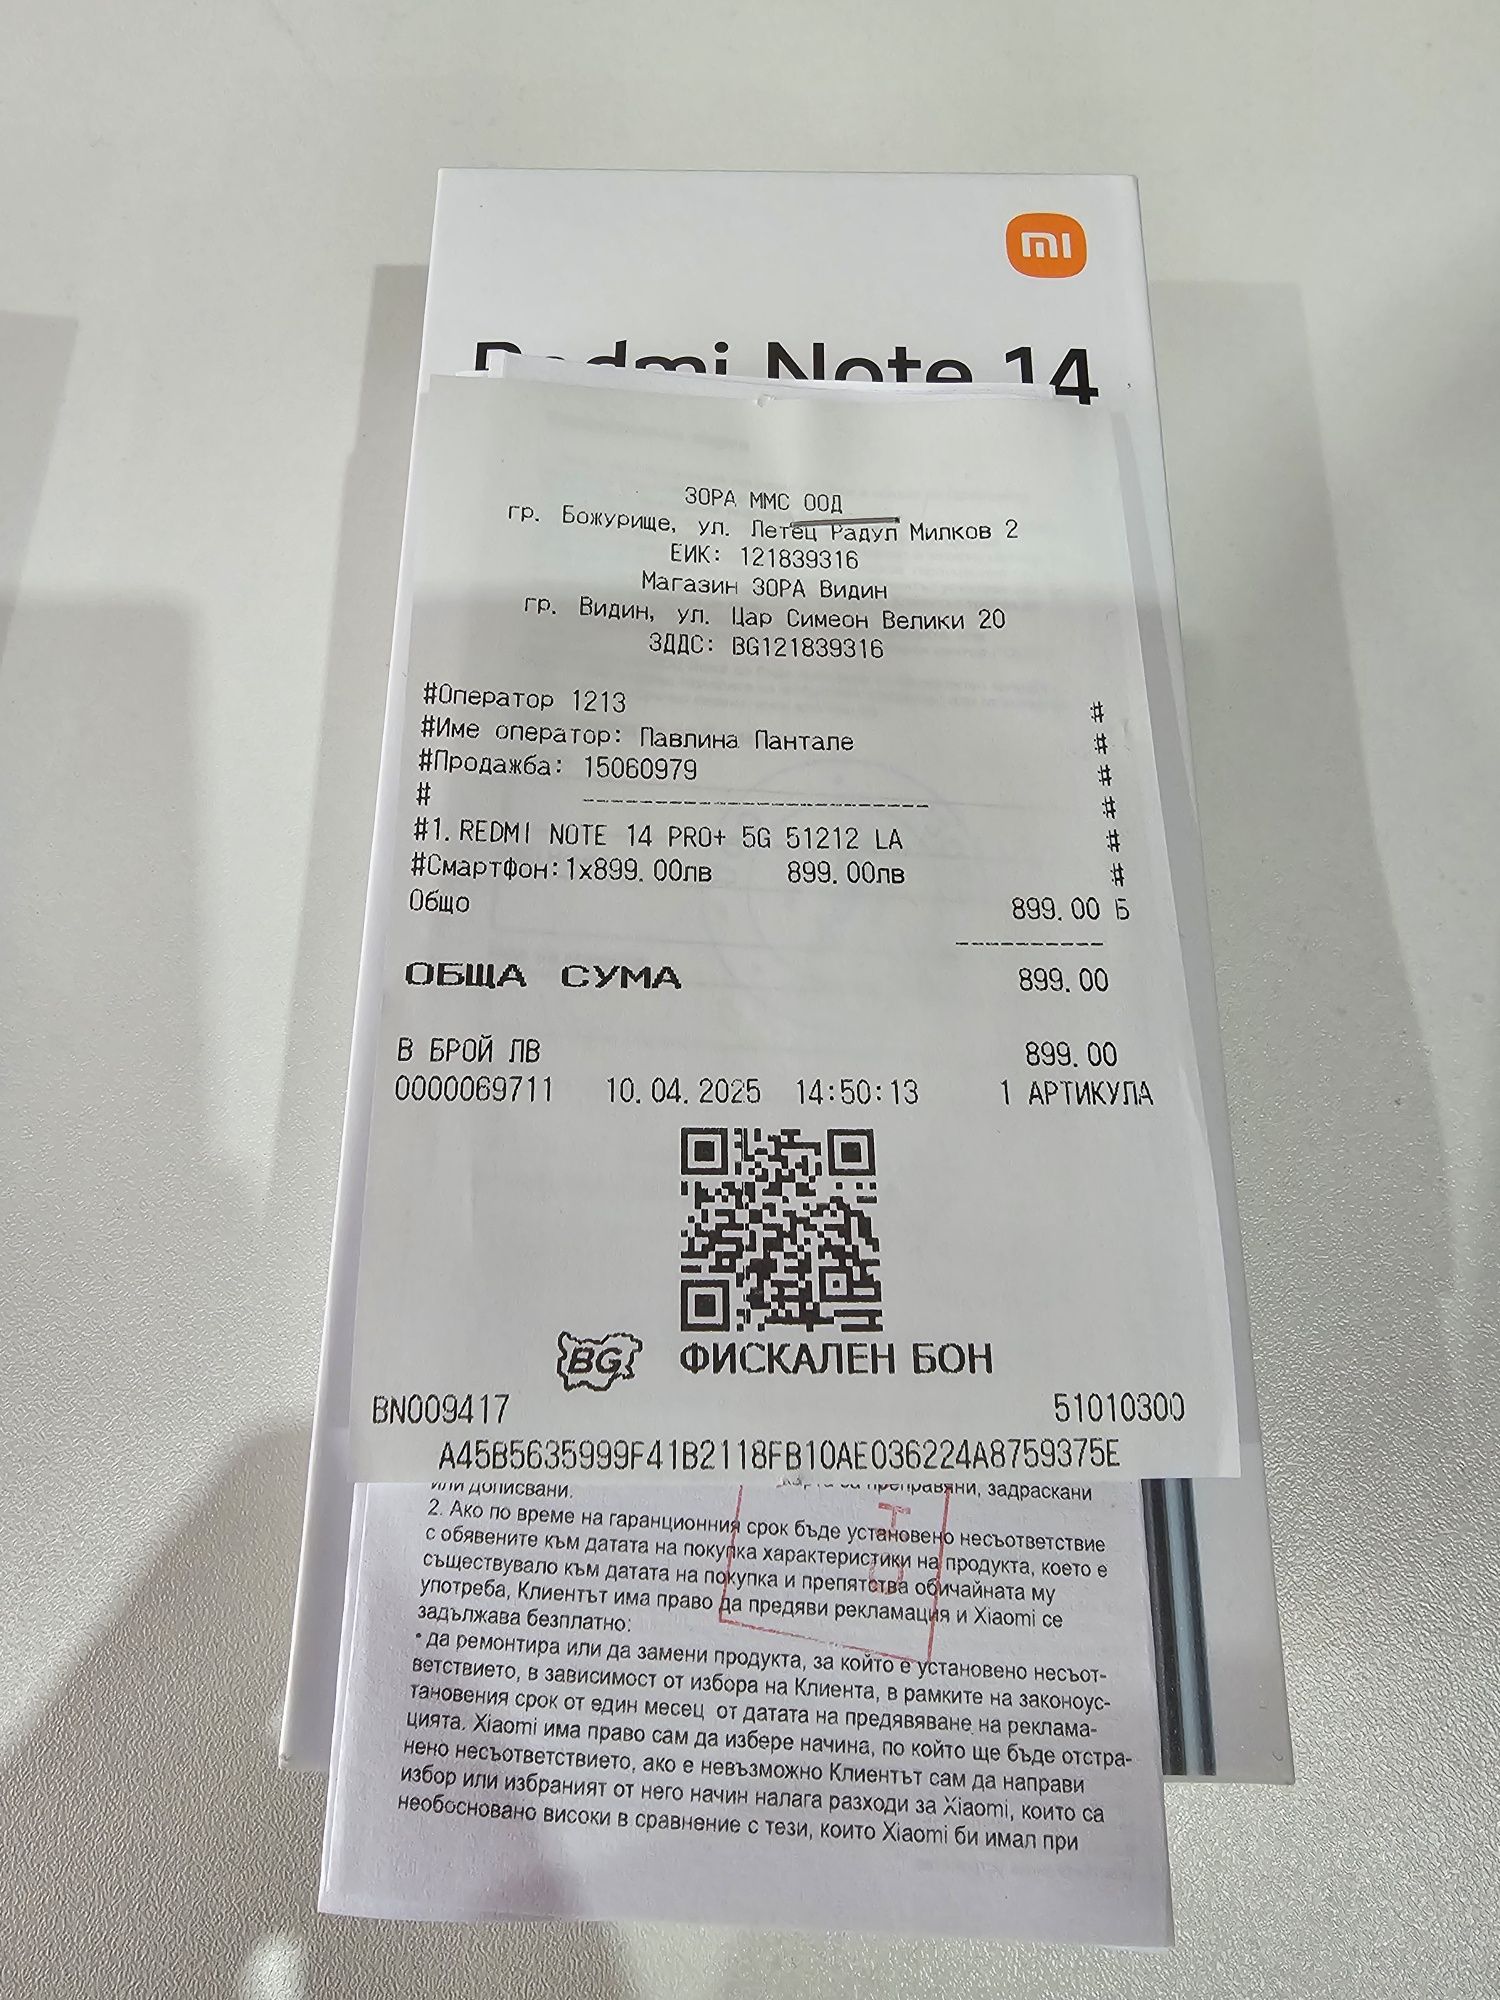 mi
Redmi Note 14
ЗОРА ММС ООД
гр. Божурище, ул. Летец Радул Милков 2
ЕИК: 121839316
Магазин ЗОРА Видин
гр. Видин, ул. Цар Симеон Велики 20
ЗДДС: BG121839316
#Оператор 1213 #
#Име оператор: Павлина Пантале #
#Продажба: 15060979 #
# -------------------- #
#1. REDMI NOTE 14 PRO+ 5G 51212 LA #
#Смартфон:1x899.00лв 899.00лв #
Общо 899.00 Б
----------
ОБЩА СУМА 899.00
В БРОЙ ЛВ 899.00
0000069711 10.04.2025 14:50:13 1 АРТИКУЛА
BG ФИСКАЛЕН БОН
BN009417 51010300
A45B5635999F41B2118FB10AE036224A8759375E
или дописвани. карта са преправяни, задраскани
2. Ако по време на гаранционния срок бъде установено несъответствие
с обявените към датата на покупка характеристики на продукта, което е
съществувало към датата на покупка и препятства обичайната му
употреба, Клиентът има право да предяви рекламация и Xiaomi се
задължава безплатно:
• да ремонтира или да замени продукта, за който е установено несъот-
ветствието, в зависимост от избора на Клиента, в рамките на законоус-
тановения срок от един месец от датата на предявяване на реклама-
цията. Xiaomi има право сам да избере начина, по който ще бъде отстра-
нено несъответствието, ако е невъзможно Клиентът сам да направи
избор или избраният от него начин налага разходи за Xiaomi, които са
необосновано високи в сравнение с тези, които Xiaomi би имал при